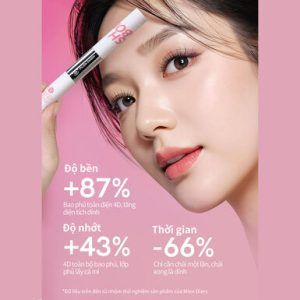 Độ bền
+87%
Bao phủ toàn diện 4D, tăng
diện tích dính
Độ nhớt
+43%
4D toàn bộ bao phủ, lớp
phủ lấy cả mi
Thời gian
-66%
Chỉ cần chải một lần, chải
xong là dính